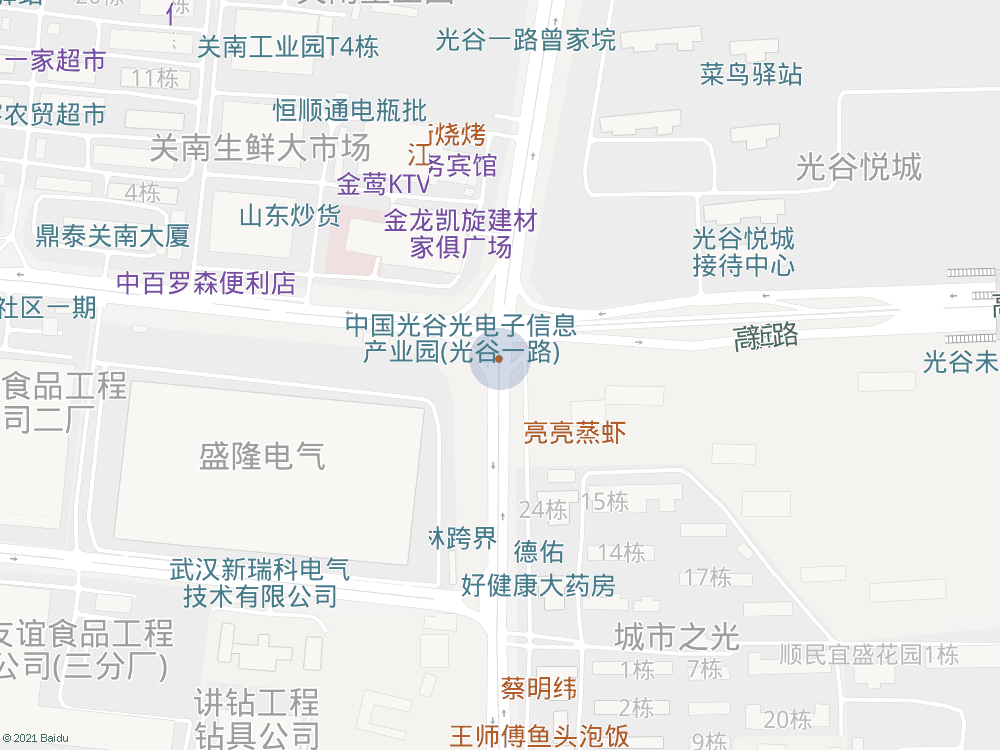 关南工业园T4栋
光谷一路曾家垸
一家超市
11栋
菜鸟驿站
农贸超市
恒顺通电瓶批
烧烤
江
务宾馆
关南生鲜大市场
光谷悦城
金莺KTV
4栋
山东炒货
金龙凯旋建材
家俱广场
鼎泰关南大厦
光谷悦城
接待中心
中百罗森便利店
社区一期
中国光谷光电子信息
产业园(光谷一路)
高新路
光谷未
食品工程
司二厂
亮亮蒸虾
盛隆电气
24栋
15栋
林跨界
德佑
14栋
武汉新瑞科电气
技术有限公司
好健康大药房
17栋
友谊食品工程
公司(三分厂)
城市之光
顺民宜盛花园1栋
1栋
7栋
蔡明纬
讲钻工程
钻具公司
2栋
20栋
王师傅鱼头泡饭
9栋
© 2021 Baidu